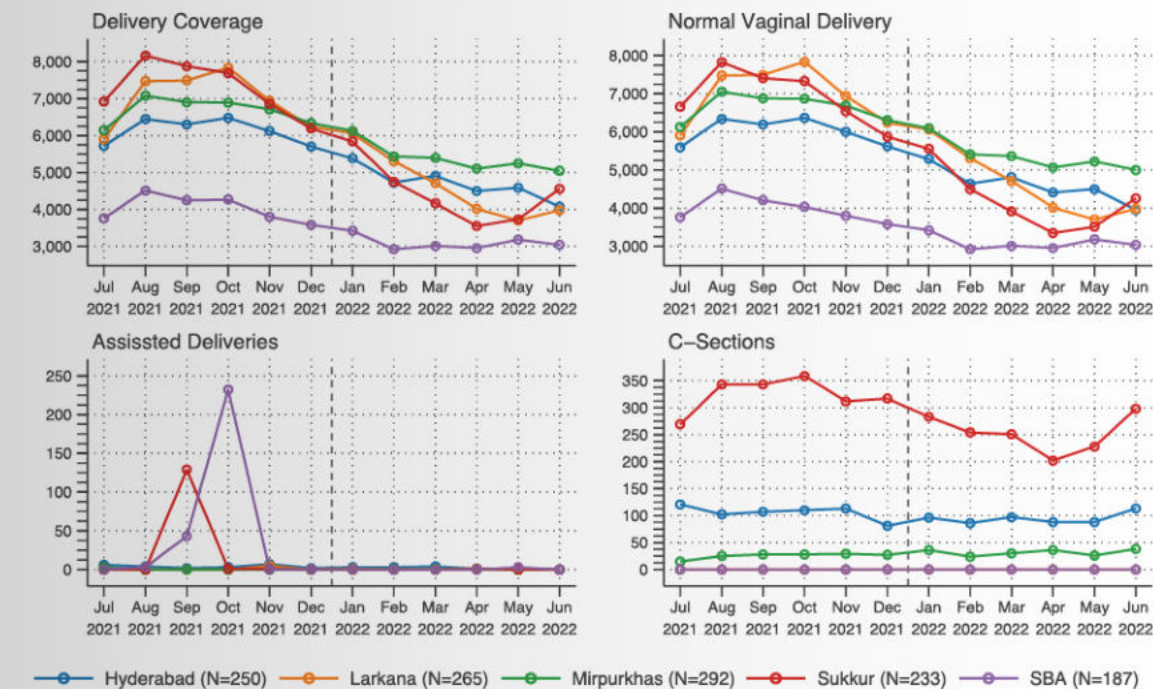 Delivery Coverage
8,000
7,000
6,000
5,000
4,000
3,000
Jul Aug Sep Oct Nov Dec Jan Feb Mar Apr May Jun
2021 2021 2021 2021 2021 2021 2022 2022 2022 2022 2022 2022
Normal Vaginal Delivery
8,000
7,000
6,000
5,000
4,000
3,000
Jul Aug Sep Oct Nov Dec Jan Feb Mar Apr May Jun
2021 2021 2021 2021 2021 2021 2022 2022 2022 2022 2022 2022
Assissted Deliveries
250
200
150
100
50
0
Jul Aug Sep Oct Nov Dec Jan Feb Mar Apr May Jun
2021 2021 2021 2021 2021 2021 2022 2022 2022 2022 2022 2022
C−Sections
350
300
250
200
150
100
50
0
Jul Aug Sep Oct Nov Dec Jan Feb Mar Apr May Jun
2021 2021 2021 2021 2021 2021 2022 2022 2022 2022 2022 2022
Hyderabad (N=250) Larkana (N=265) Mirpurkhas (N=292) Sukkur (N=233) SBA (N=187)